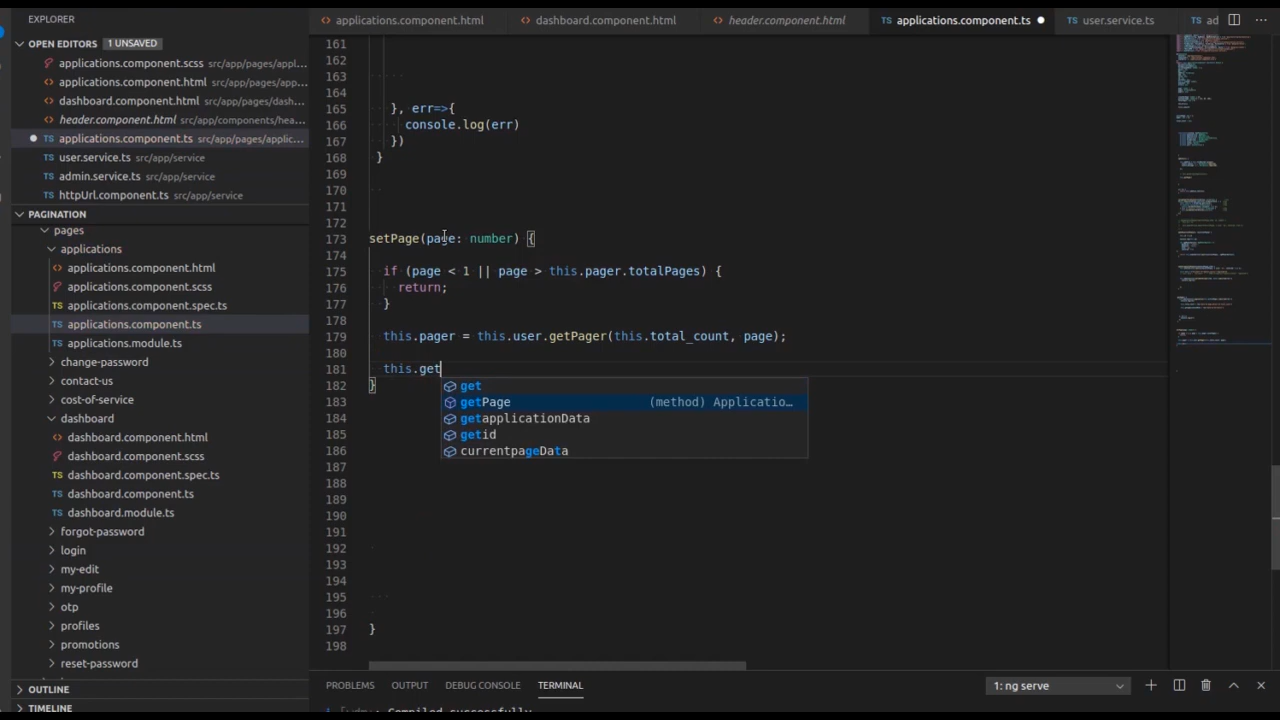 EXPLORER
applications.component.html
dashboard.component.html
header.component.html
applications.component.ts
user.service.ts
ad
OPEN EDITORS 1 UNSAVED
applications.component.scss src/app/pages/appl...
applications.component.html src/app/pages/app...
dashboard.component.html src/app/pages/dash...
header.component.html src/app/components/hea...
applications.component.ts src/app/pages/applic...
user.service.ts src/app/service
admin.service.ts src/app/service
httpUrl.component.ts src/app/service
PAGINATION
pages
applications
applications.component.html
applications.component.scss
applications.component.spec.ts
applications.component.ts
applications.module.ts
change-password
contact-us
cost-of-service
dashboard
dashboard.component.html
dashboard.component.scss
dashboard.component.spec.ts
dashboard.component.ts
dashboard.module.ts
forgot-password
login
my-edit
my-profile
otp
profiles
promotions
reset-password
OUTLINE
TIMELINE
161
162
163
164
165 }, err=>{
166 console.log(err)
167 })
168 }
169
170
171
172
173 setPage(page: number) {
174
175 if (page < 1 || page > this.pager.totalPages) {
176 return;
177 }
178
179 this.pager = this.user.getPager(this.total_count, page);
180
181 this.get
182 }
get
183 getPage (method) Applicatio...
184 getapplicationData
185 getid
186 currentpageData
187
188
189
190
191
192
193
194
195
196
197 }
198
PROBLEMS OUTPUT DEBUG CONSOLE TERMINAL 1: ng serve
Compiled successfully